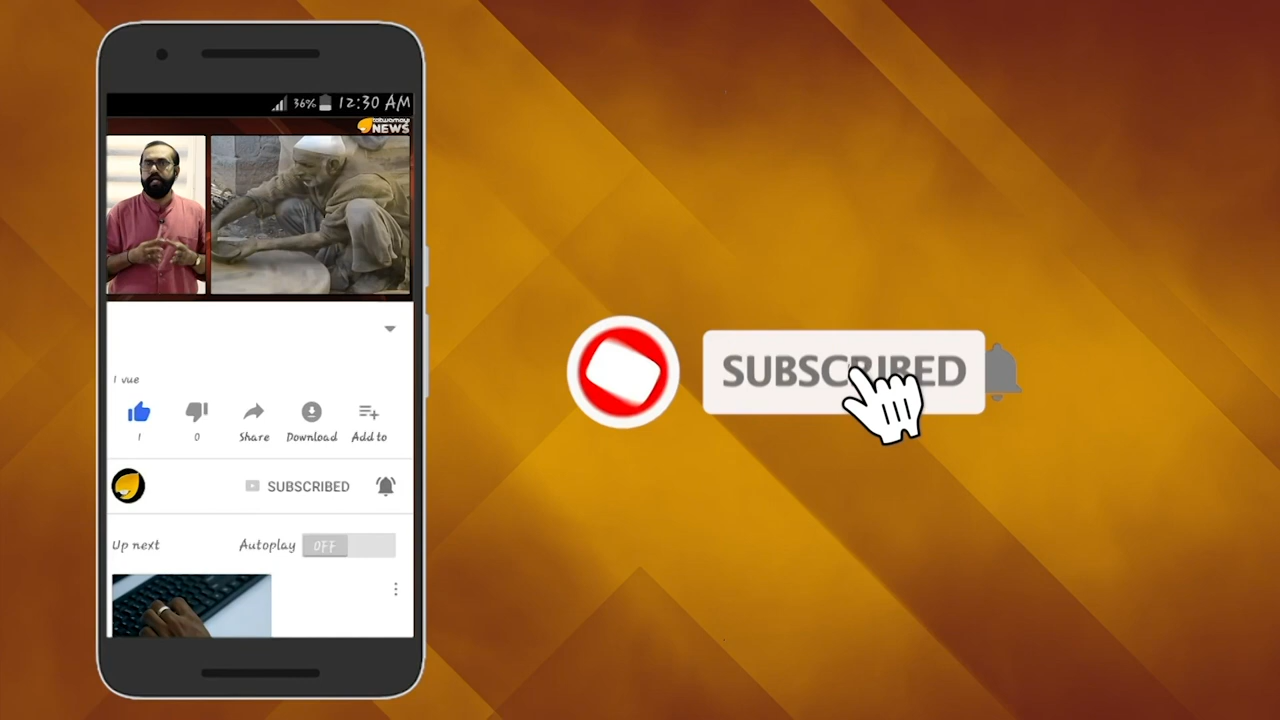 36% 12:30 AM
tatwamayi
NEWS
1 vue
1
0
Share
Download
Add to
SUBSCRIBED
Up next
Autoplay
OFF
SUBSCRIBED